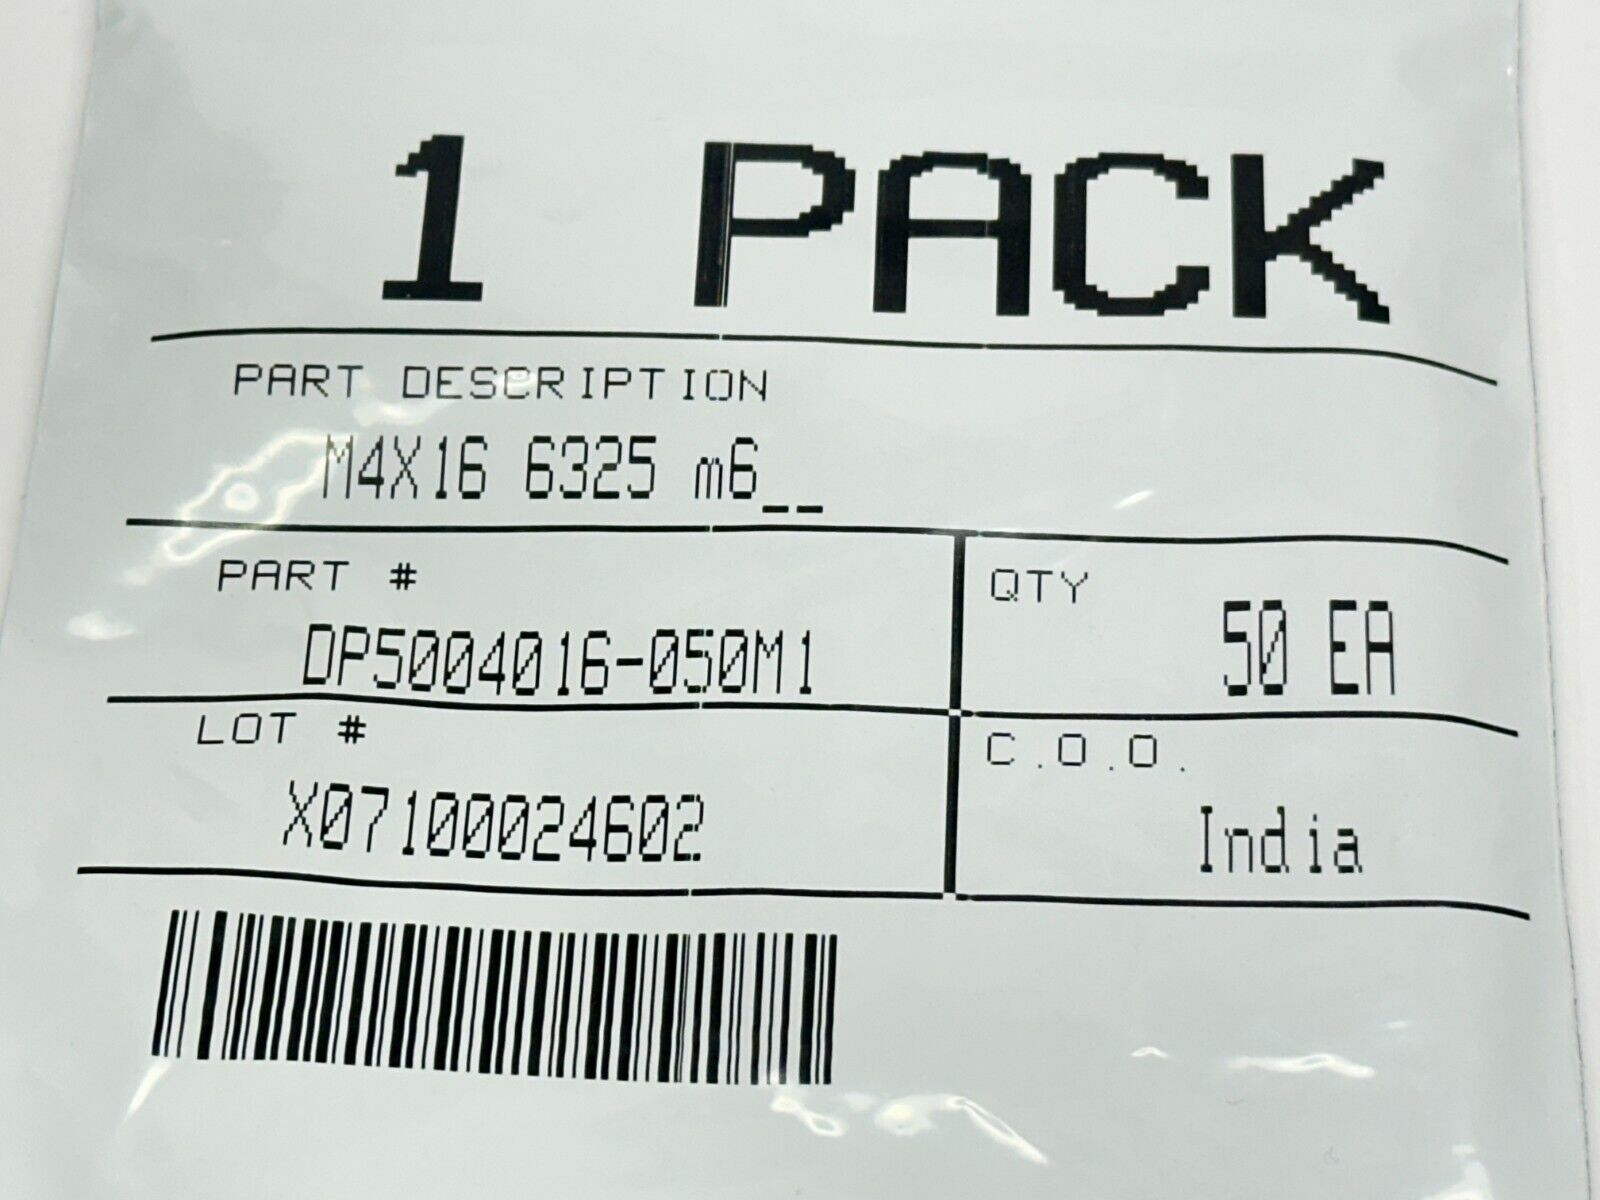 1 PACK
PART DESCRIPTION
M4X16 6325 m6__
PART #
QTY
DP5004016-050M1
50 EA
LOT #
C.O.O.
X07100024602
India